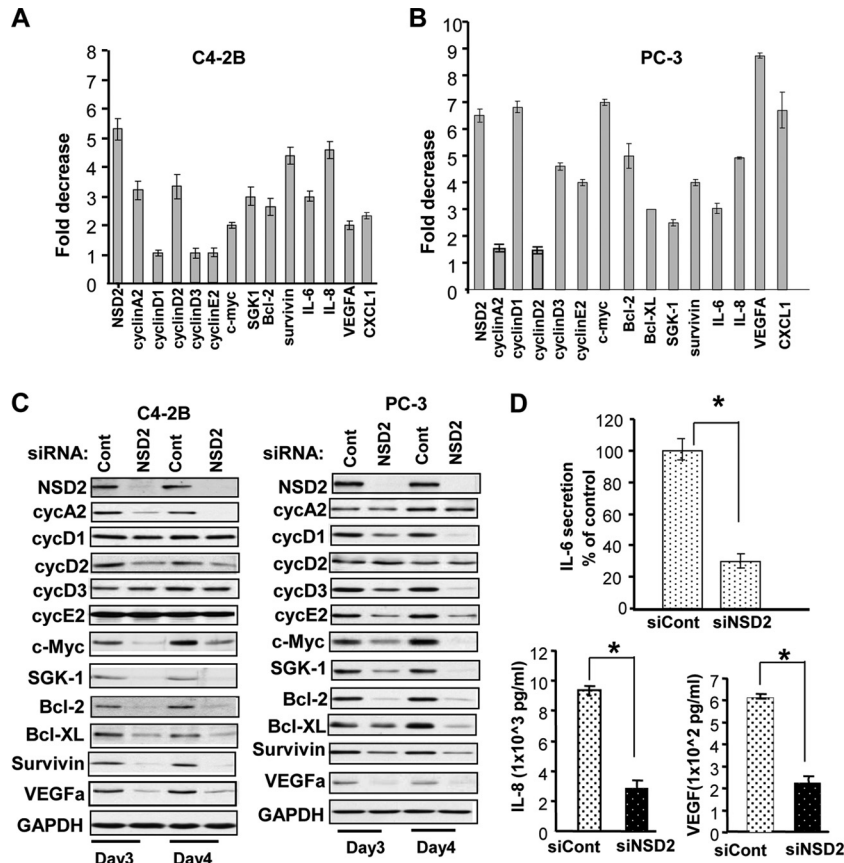 A
C4-2B
Fold decrease
8
7
6
5
4
3
2
1
0
NSD2
cyclinA2
cyclinD1
cyclinD2
cyclinD3
cyclinE2
c-myc
SGK1
Bcl-2
survivin
IL-6
IL-8
VEGFA
CXCL1
B
PC-3
Fold decrease
10
9
8
7
6
5
4
3
2
1
0
NSD2
cyclinA2
cyclinD1
cyclinD2
cyclinD3
cyclinE2
c-myc
Bcl-2
Bcl-XL
SGK-1
survivin
IL-6
IL-8
VEGFA
CXCL1
C
C4-2B
siRNA: Cont NSD2 Cont NSD2
NSD2
cycA2
cycD1
cycD2
cycD3
cycE2
c-Myc
SGK-1
Bcl-2
Bcl-XL
Survivin
VEGFa
GAPDH
Day3 Day4
PC-3
siRNA: Cont NSD2 Cont NSD2
NSD2
cycA2
cycD1
cycD2
cycD3
cycE2
c-Myc
SGK-1
Bcl-2
Bcl-XL
Survivin
VEGFa
GAPDH
Day3 Day4
D
IL-6 secretion
% of control
120
100
80
60
40
20
0
*
siCont siNSD2
IL-8 (1x10^3 pg/ml)
12
10
8
6
4
2
0
*
siCont siNSD2
VEGF(1x10^2 pg/ml)
7
6
5
4
3
2
1
0
*
siCont siNSD2